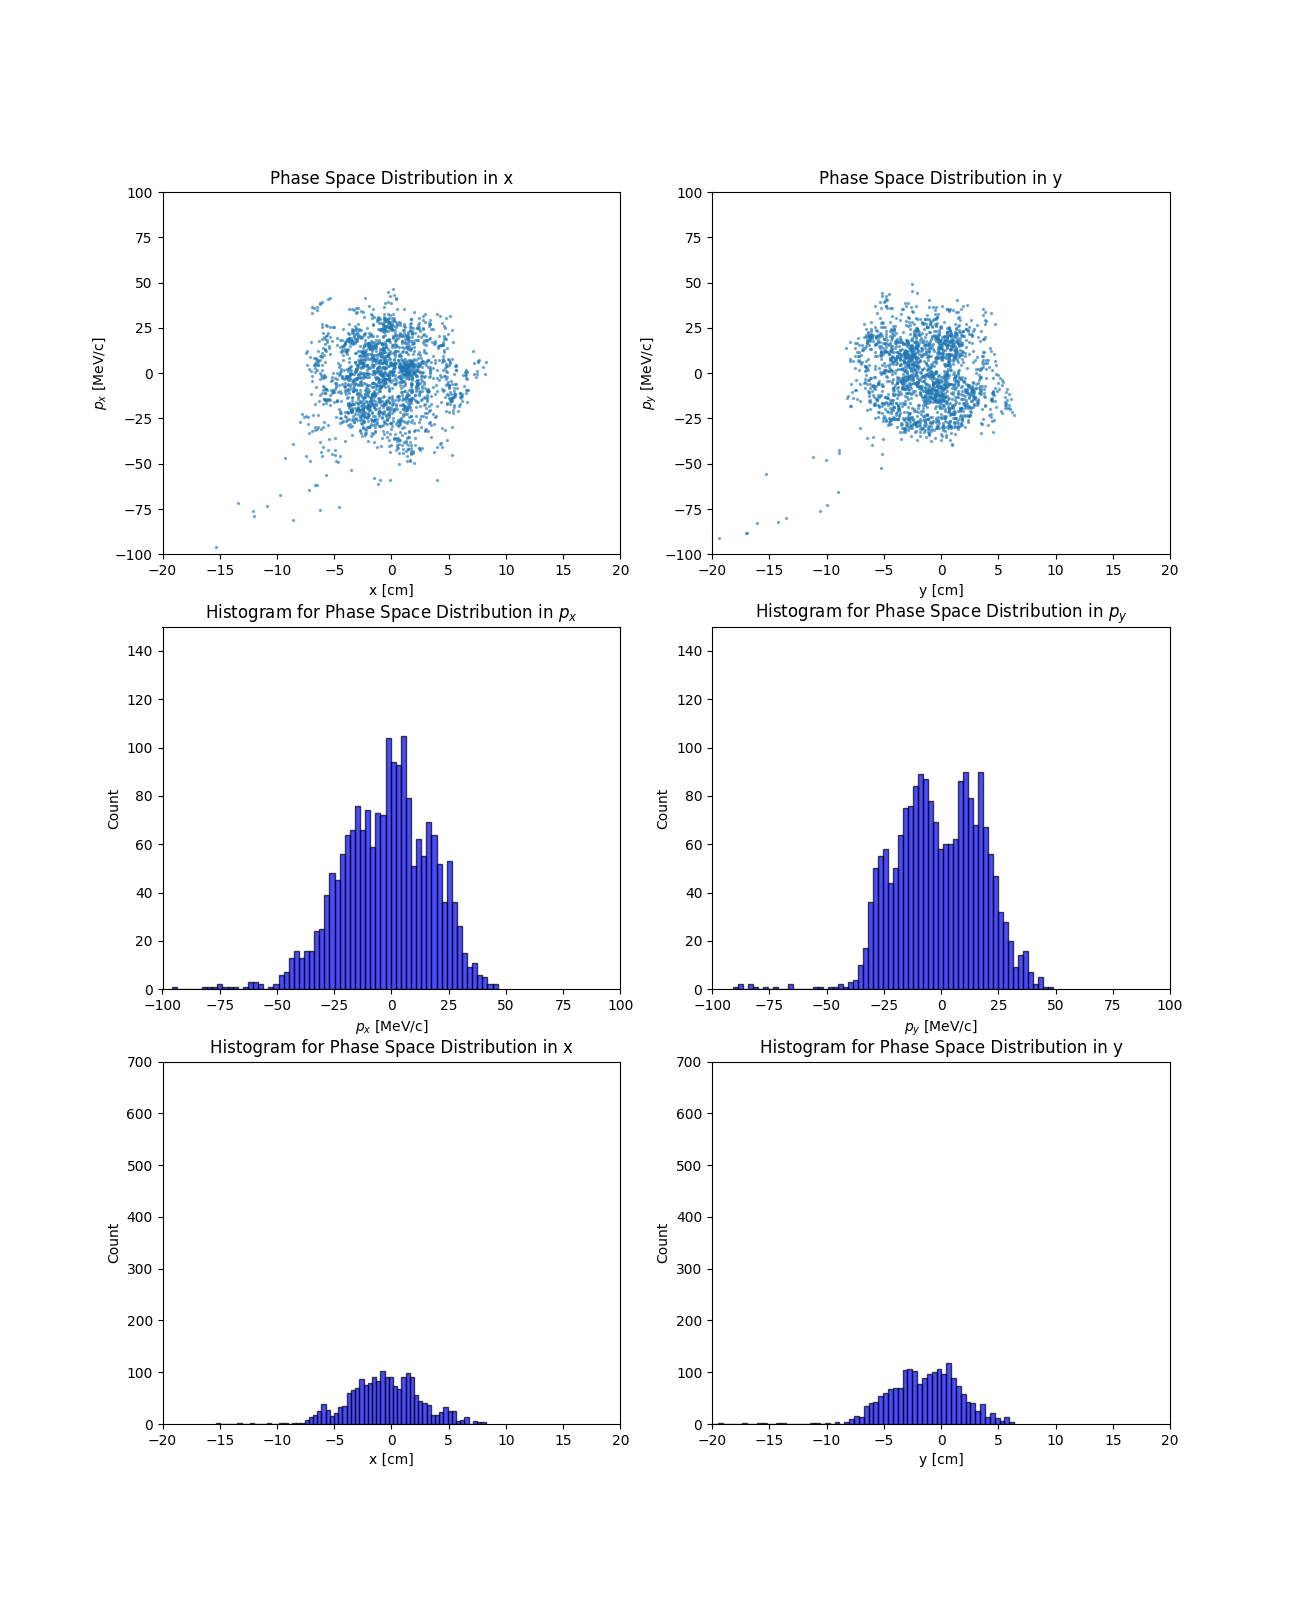 Phase Space Distribution in x
100
75
50
25
0
−25
−50
−75
−100
p_x [MeV/c]
−20 −15 −10 −5 0 5 10 15 20
x [cm]
Phase Space Distribution in y
100
75
50
25
0
−25
−50
−75
−100
p_y [MeV/c]
−20 −15 −10 −5 0 5 10 15 20
y [cm]
Histogram for Phase Space Distribution in p_x
140
120
100
80
60
40
20
0
Count
−100 −75 −50 −25 0 25 50 75 100
p_x [MeV/c]
Histogram for Phase Space Distribution in p_y
140
120
100
80
60
40
20
0
Count
−100 −75 −50 −25 0 25 50 75 100
p_y [MeV/c]
Histogram for Phase Space Distribution in x
700
600
500
400
300
200
100
0
Count
−20 −15 −10 −5 0 5 10 15 20
x [cm]
Histogram for Phase Space Distribution in y
700
600
500
400
300
200
100
0
Count
−20 −15 −10 −5 0 5 10 15 20
y [cm]